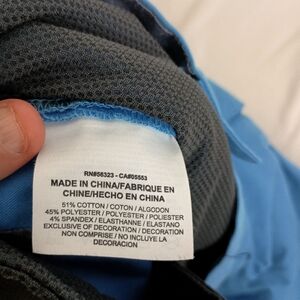 RN#56323 - CA#05553
MADE IN CHINA/FABRIQUE EN
CHINE/HECHO EN CHINA
51% COTTON / COTON / ALGODON
45% POLYESTER / POLYESTER / POLIESTER
4% SPANDEX / ELASTHANNE / ELASTANO
EXCLUSIVE OF DECORATION / DECORATION
NON COMPRISE / NO INCLUYE LA
DECORACION